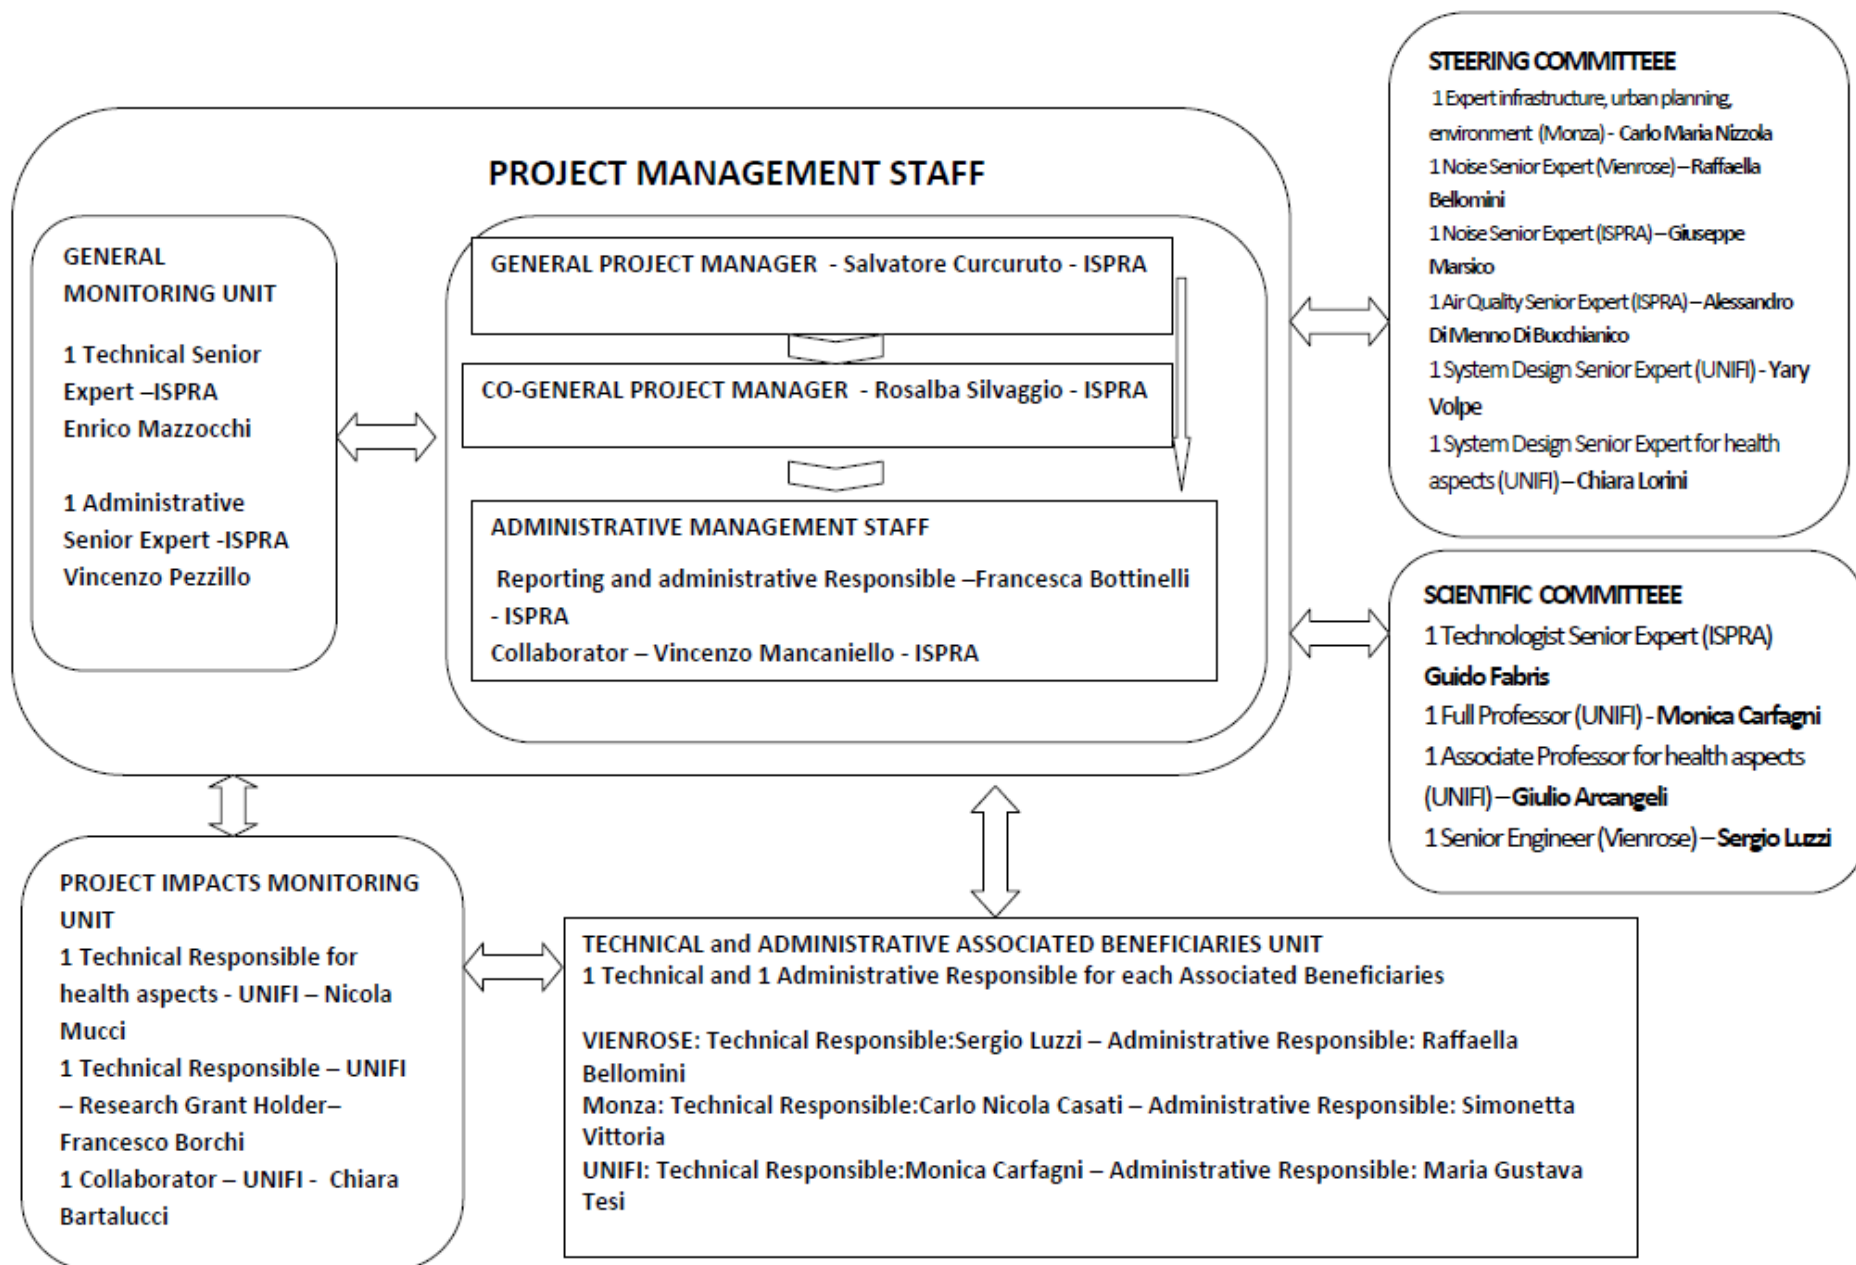 PROJECT MANAGEMENT STAFF
GENERAL
MONITORING UNIT
1 Technical Senior
Expert –ISPRA
Enrico Mazzocchi
1 Administrative
Senior Expert -ISPRA
Vincenzo Pezzillo
GENERAL PROJECT MANAGER - Salvatore Curcuruto - ISPRA
CO-GENERAL PROJECT MANAGER - Rosalba Silvaggio - ISPRA
ADMINISTRATIVE MANAGEMENT STAFF
Reporting and administrative Responsible –Francesca Bottinelli
- ISPRA
Collaborator – Vincenzo Mancaniello - ISPRA
STEERING COMMITTEEE
1 Expert infrastructure, urban planning,
environment (Monza) - Carlo Maria Nizzola
1 Noise Senior Expert (Vienrose) – Raffaella
Bellomini
1 Noise Senior Expert (ISPRA) – Giuseppe
Marsico
1 Air Quality Senior Expert (ISPRA) – Alessandro
Di Menno Di Bucchianico
1 System Design Senior Expert (UNIFI) - Yary
Volpe
1 System Design Senior Expert for health
aspects (UNIFI) – Chiara Lorini
SCIENTIFIC COMMITTEEE
1 Technologist Senior Expert (ISPRA)
Guido Fabris
1 Full Professor (UNIFI) - Monica Carfagni
1 Associate Professor for health aspects
(UNIFI) – Giulio Arcangeli
1 Senior Engineer (Vienrose) – Sergio Luzzi
PROJECT IMPACTS MONITORING
UNIT
1 Technical Responsible for
health aspects - UNIFI – Nicola
Mucci
1 Technical Responsible – UNIFI
– Research Grant Holder–
Francesco Borchi
1 Collaborator – UNIFI - Chiara
Bartalucci
TECHNICAL and ADMINISTRATIVE ASSOCIATED BENEFICIARIES UNIT
1 Technical and 1 Administrative Responsible for each Associated Beneficiaries
VIENROSE: Technical Responsible:Sergio Luzzi – Administrative Responsible: Raffaella
Bellomini
Monza: Technical Responsible:Carlo Nicola Casati – Administrative Responsible: Simonetta
Vittoria
UNIFI: Technical Responsible:Monica Carfagni – Administrative Responsible: Maria Gustava
Tesi